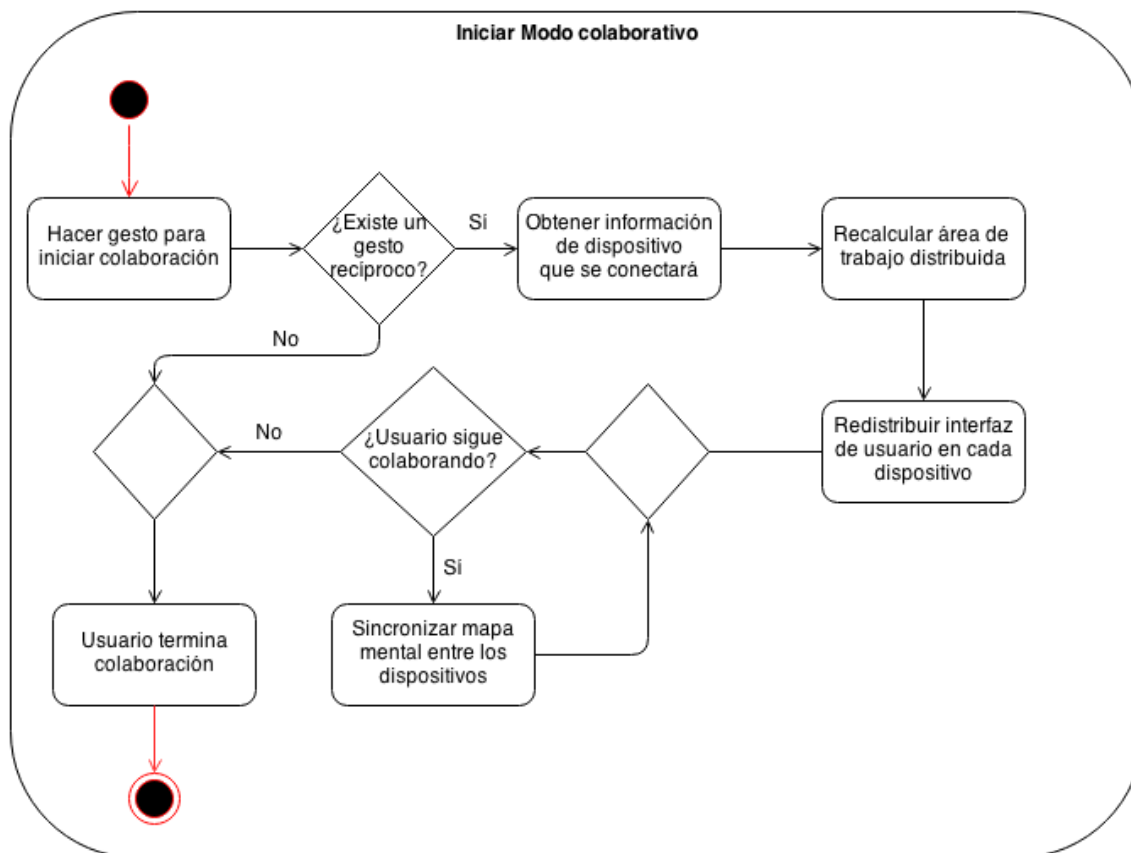 Iniciar Modo colaborativo
Hacer gesto para
iniciar colaboración
¿Existe un
gesto
recíproco?
Sí
Obtener información
de dispositivo
que se conectará
Recalcular área de
trabajo distribuida
No
Redistribuir interfaz
de usuario en cada
dispositivo
¿Usuario sigue
colaborando?
No
Sí
Sincronizar mapa
mental entre los
dispositivos
Usuario termina
colaboración